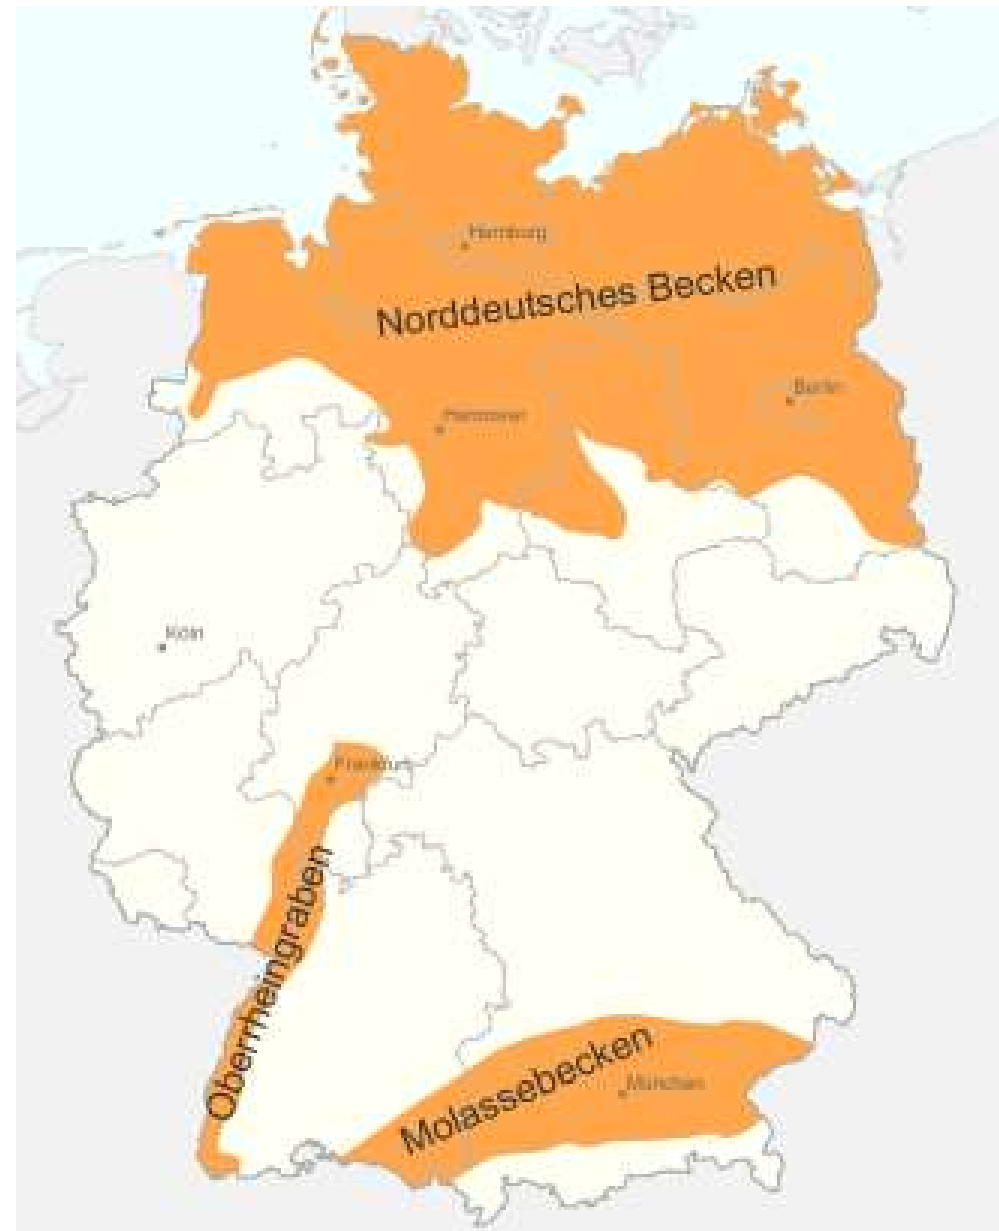 Hamburg
Norddeutsches Becken
Berlin
Hannover
Köln
Frankfurt
Oberrheingraben
Molassebecken
München